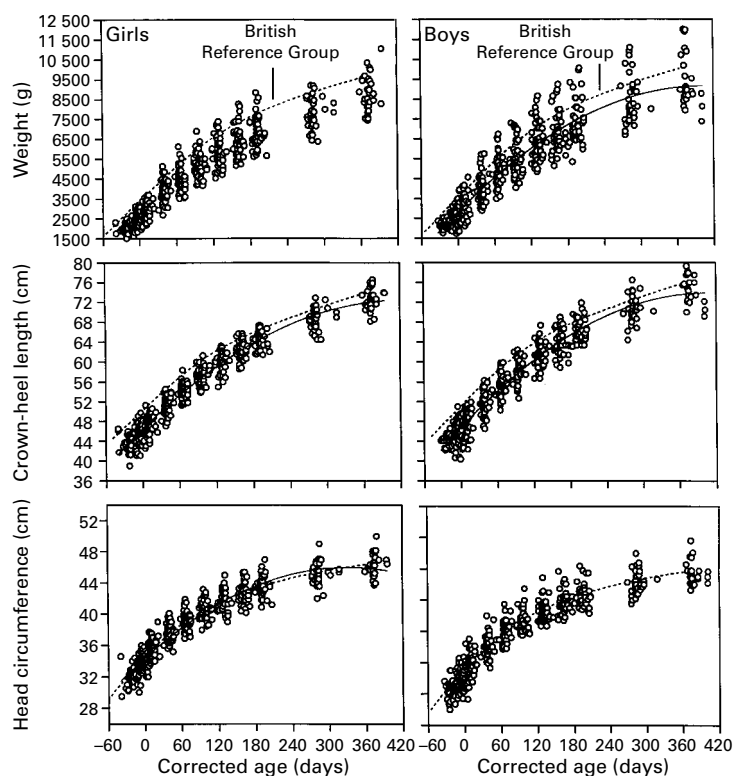 Girls
British
Reference Group
Boys
British
Reference Group
Weight (g)
12 500
10 500
9500
8500
7500
6500
5500
4500
3500
2500
1500
Crown-heel length (cm)
80
76
72
68
64
60
56
52
48
44
40
36
Head circumference (cm)
52
48
44
40
36
32
28
–60 0 60 120 180 240 300 360 420
–60 0 60 120 180 240 300 360 420
Corrected age (days)
Corrected age (days)